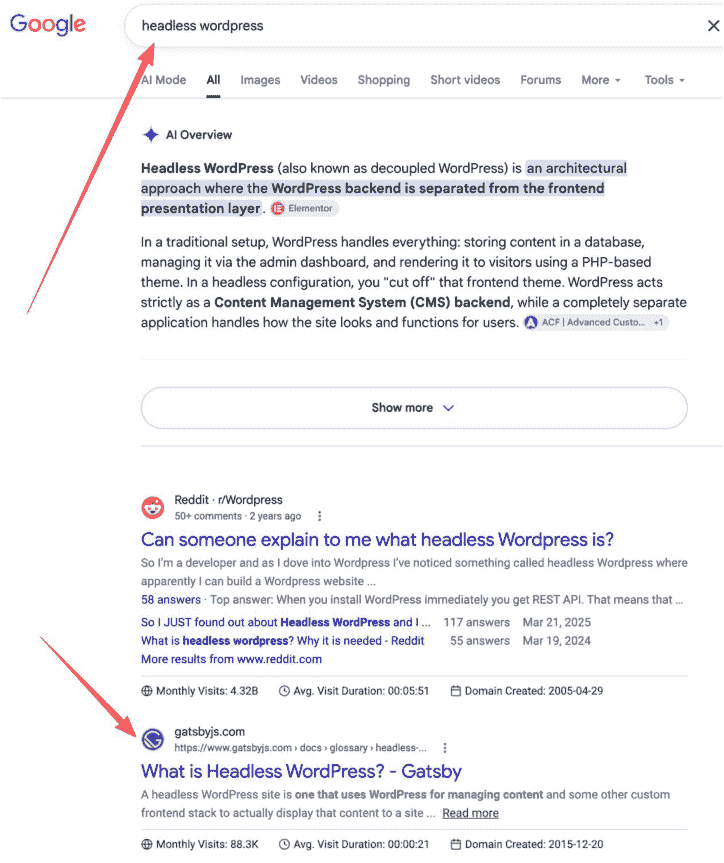 Google
headless wordpress
AI Mode All Images Videos Shopping Short videos Forums More Tools
AI Overview
Headless WordPress (also known as decoupled WordPress) is an architectural
approach where the WordPress backend is separated from the frontend
presentation layer. Elementor
In a traditional setup, WordPress handles everything: storing content in a database,
managing it via the admin dashboard, and rendering it to visitors using a PHP-based
theme. In a headless configuration, you "cut off" that frontend theme. WordPress acts
strictly as a Content Management System (CMS) backend, while a completely separate
application handles how the site looks and functions for users. ACF | Advanced Custo... +1
Show more
Reddit · r/Wordpress
50+ comments · 2 years ago
Can someone explain to me what headless Wordpress is?
So I'm a developer and as I dove into Wordpress I've noticed something called headless Wordpress where
apparently I can build a Wordpress website ...
58 answers · Top answer: When you install WordPress immediately you get REST API. That means that ...
So I JUST found out about Headless WordPress and I ... 117 answers Mar 21, 2025
What is headless wordpress? Why it is needed - Reddit 55 answers Mar 19, 2024
More results from www.reddit.com
Monthly Visits: 4.32B Avg. Visit Duration: 00:05:51 Domain Created: 2005-04-29
gatsbyjs.com
https://www.gatsbyjs.com › docs › glossary › headless-...
What is Headless WordPress? - Gatsby
A headless WordPress site is one that uses WordPress for managing content and some other custom
frontend stack to actually display that content to a site ... Read more
Monthly Visits: 88.3K Avg. Visit Duration: 00:00:21 Domain Created: 2015-12-20